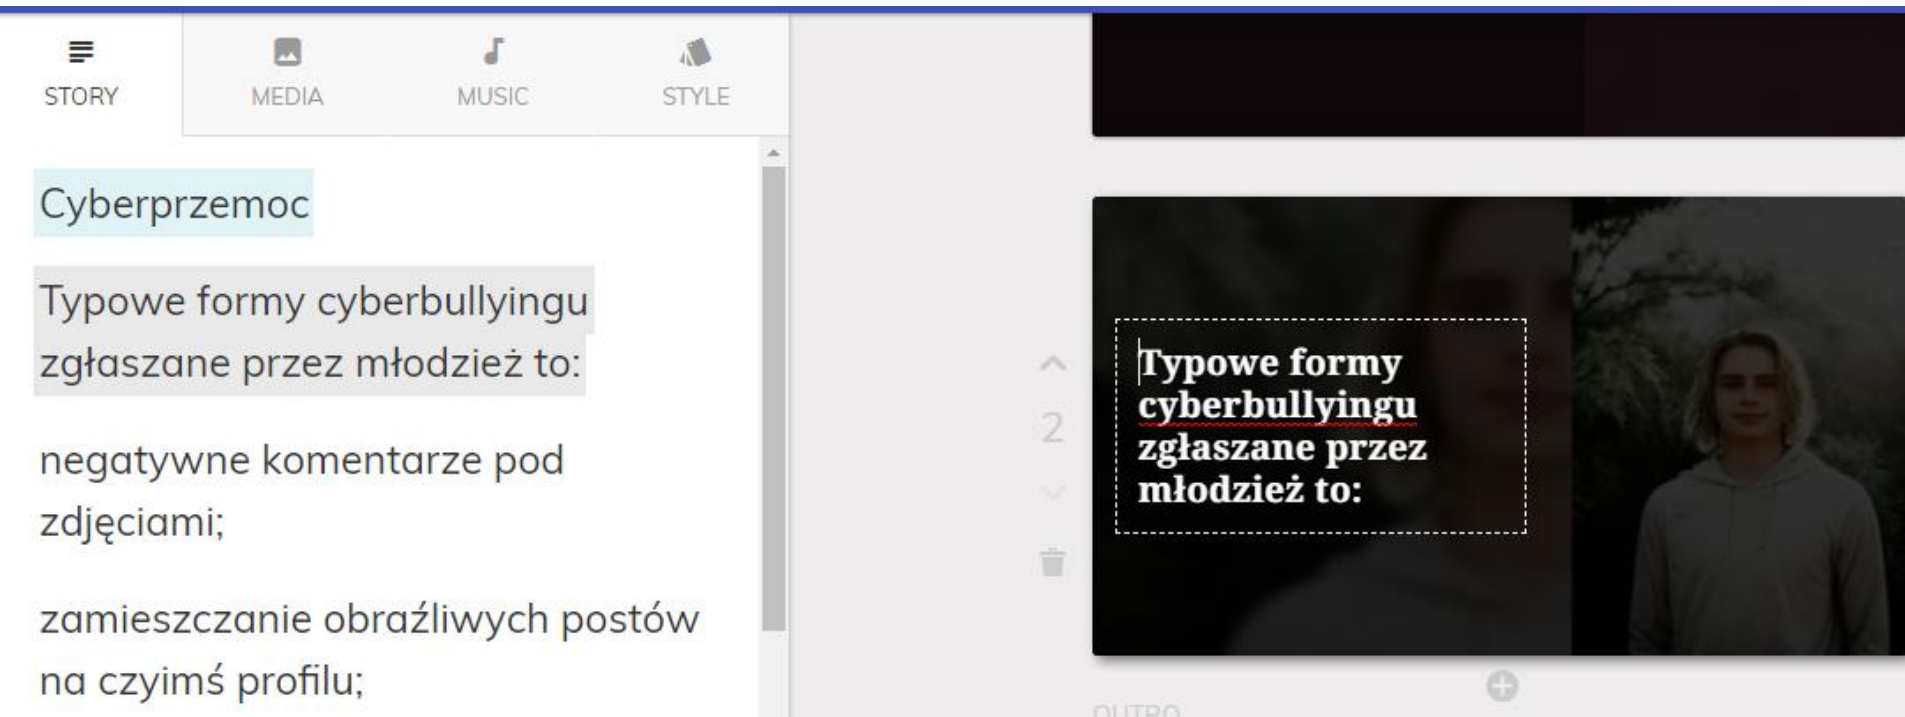 STORY
MEDIA
MUSIC
STYLE
Cyberprzemoc
Typowe formy cyberbullyingu
zgłaszane przez młodzież to:
negatywne komentarze pod
zdjęciami;
zamieszczanie obraźliwych postów
na czyimś profilu;
2
Typowe formy
cyberbullyingu
zgłaszane przez
młodzież to:
OUTRO